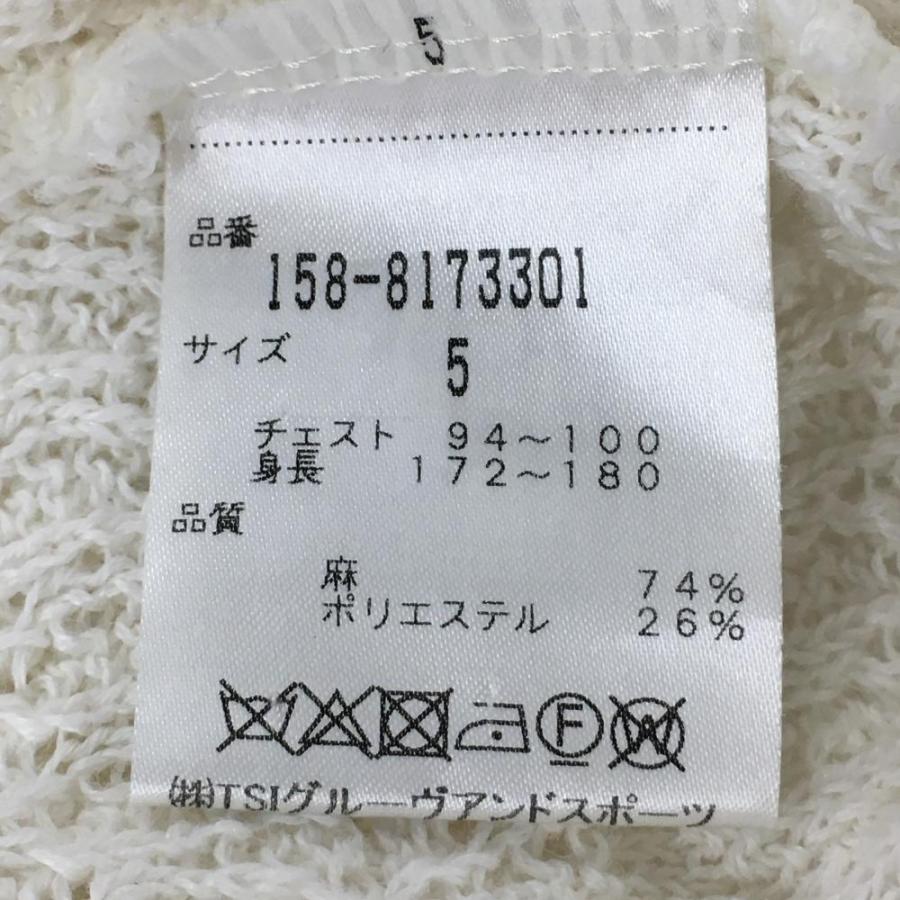 5
品番
158-8173301
サイズ 5
チェスト 94～100
身長 172～180
品質
麻 74%
ポリエステル 26%
F W
㈱TSIグルーヴアンドスポーツ